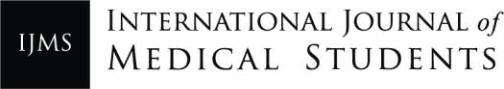 IJMS
INTERNATIONAL JOURNAL of
MEDICAL STUDENTS